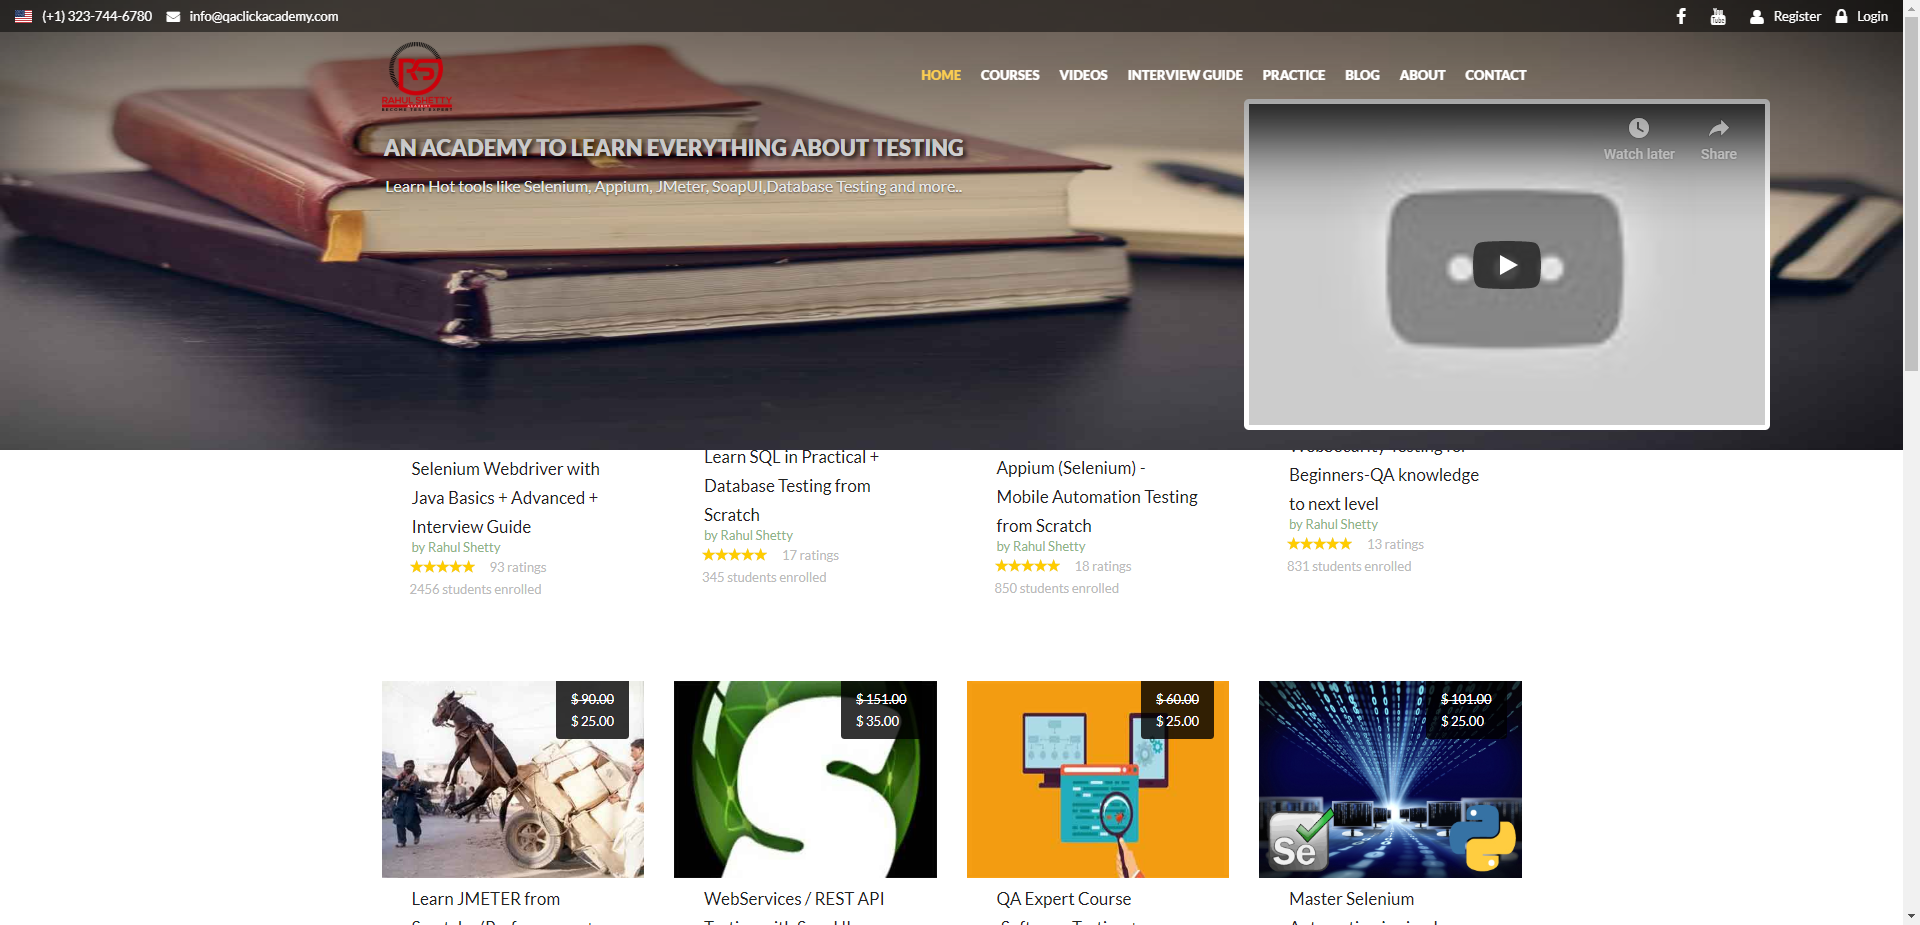 (+1) 323-744-6780 info@qaclickacademy.com Register Login
RAHUL SHETTY
ACADEMY
HOME COURSES VIDEOS INTERVIEW GUIDE PRACTICE BLOG ABOUT CONTACT
AN ACADEMY TO LEARN EVERYTHING ABOUT TESTING
Learn Hot tools like Selenium, Appium, JMeter, SoapUI,Database Testing and more..
Watch later Share
Selenium Webdriver with
Java Basics + Advanced +
Interview Guide
by Rahul Shetty
93 ratings
2456 students enrolled
Learn SQL in Practical +
Database Testing from
Scratch
by Rahul Shetty
17 ratings
345 students enrolled
Appium (Selenium) -
Mobile Automation Testing
from Scratch
by Rahul Shetty
18 ratings
850 students enrolled
WebSecurity Testing for
Beginners-QA knowledge
to next level
by Rahul Shetty
13 ratings
831 students enrolled
$ 90.00
$ 25.00
Learn JMETER from
$ 151.00
$ 35.00
S
WebServices / REST API
$ 60.00
$ 25.00
QA Expert Course
$ 101.00
$ 25.00
Se
Master Selenium